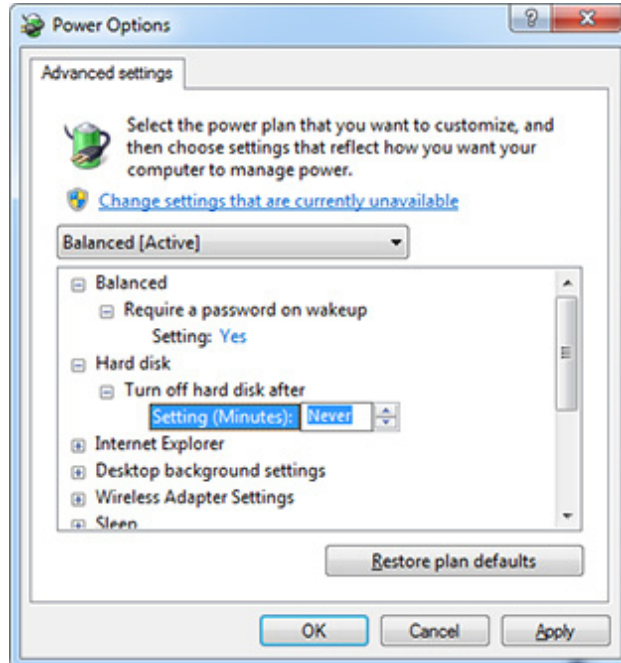 Power Options
Advanced settings
Select the power plan that you want to customize, and
then choose settings that reflect how you want your
computer to manage power.
Change settings that are currently unavailable
Balanced [Active]
Balanced
Require a password on wakeup
Setting: Yes
Hard disk
Turn off hard disk after
Setting (Minutes): Never
Internet Explorer
Desktop background settings
Wireless Adapter Settings
Sleep
Restore plan defaults
OK Cancel Apply